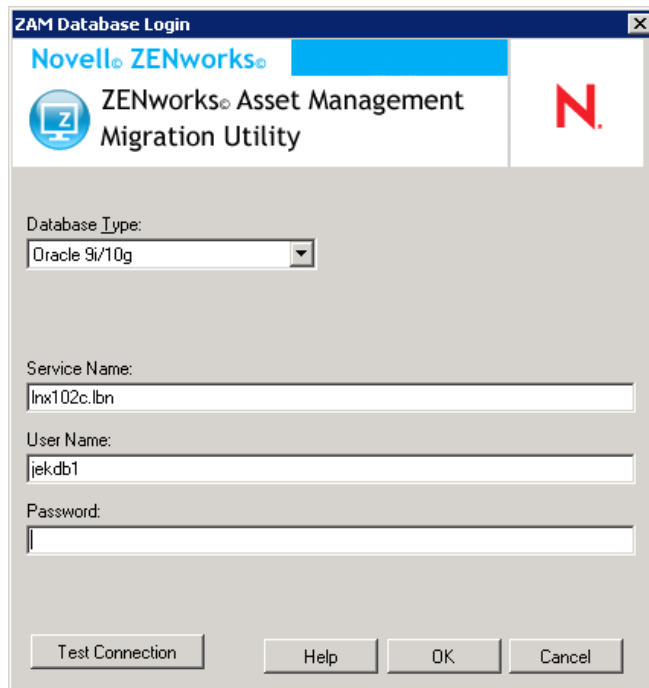 ZAM Database Login
Novell© ZENworks©
ZENworks© Asset Management
Migration Utility
Z
N.
Database Type:
Oracle 9i/10g
Service Name:
lnx102c.lbn
User Name:
jekdb1
Password:
Test Connection
Help
OK
Cancel